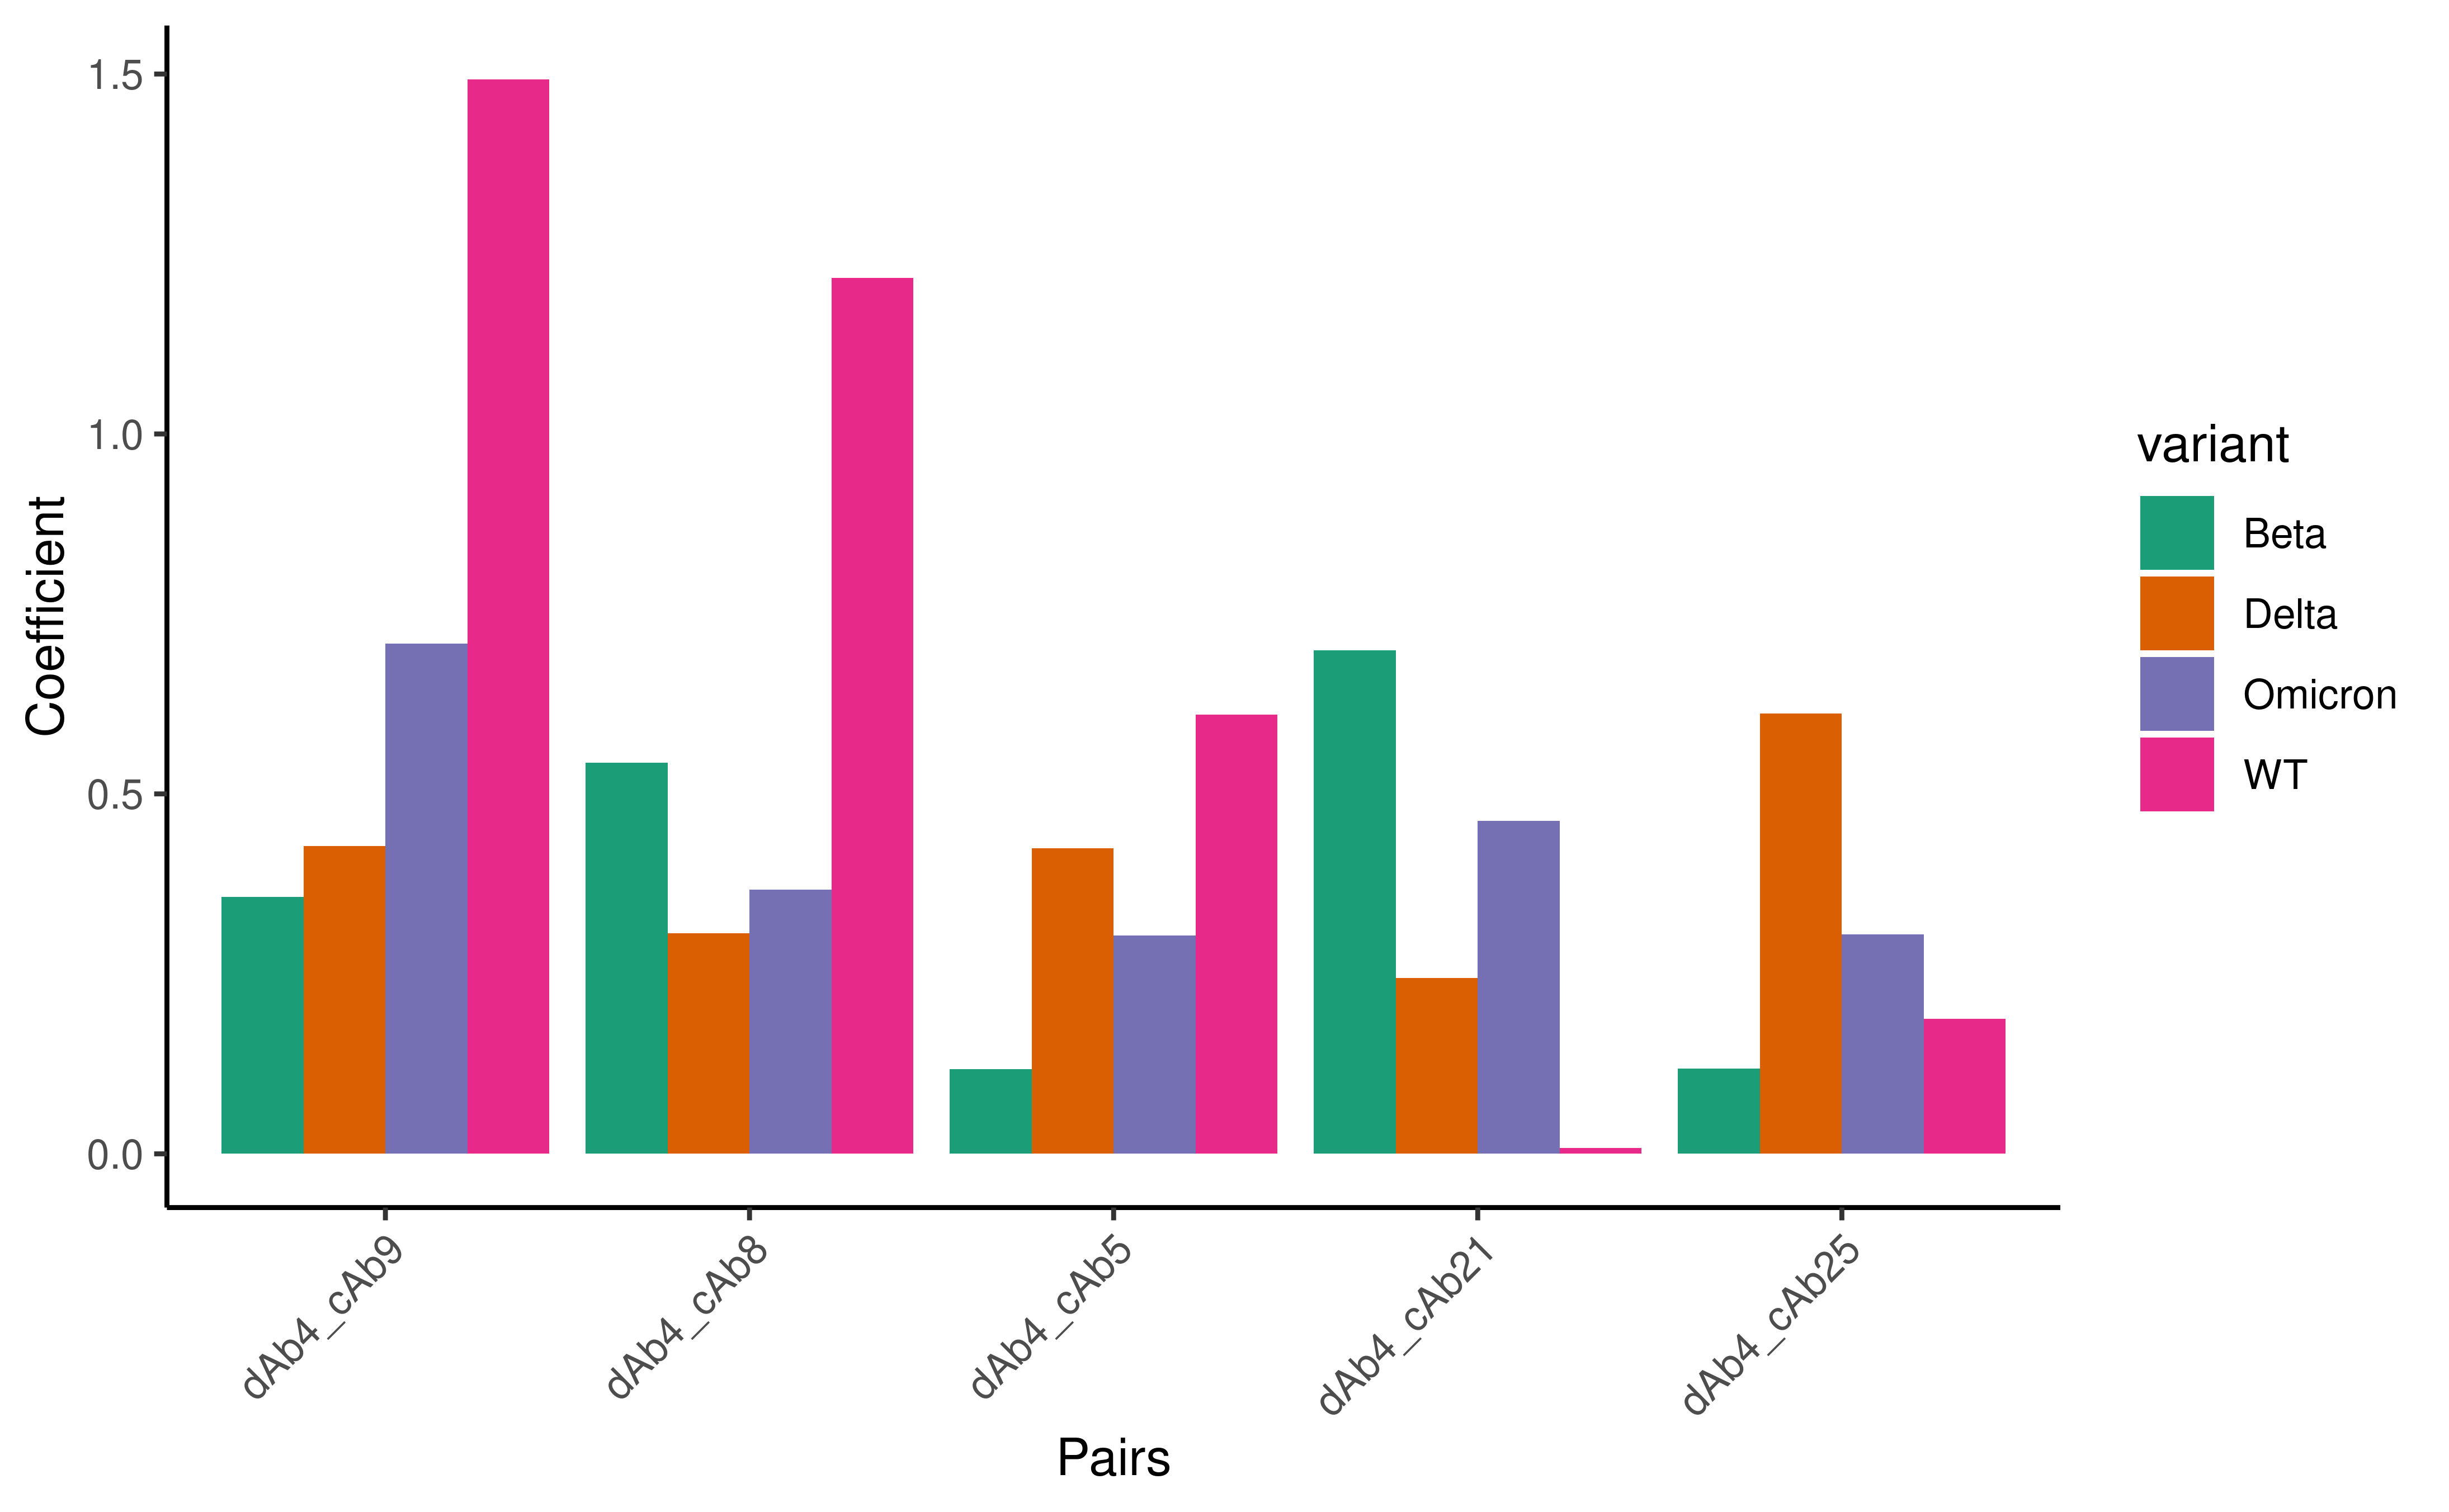 Coefficient
1.5
1.0
0.5
0.0
dAb4_cAb9
dAb4_cAb8
dAb4_cAb5
dAb4_cAb21
dAb4_cAb25
Pairs
variant
Beta
Delta
Omicron
WT